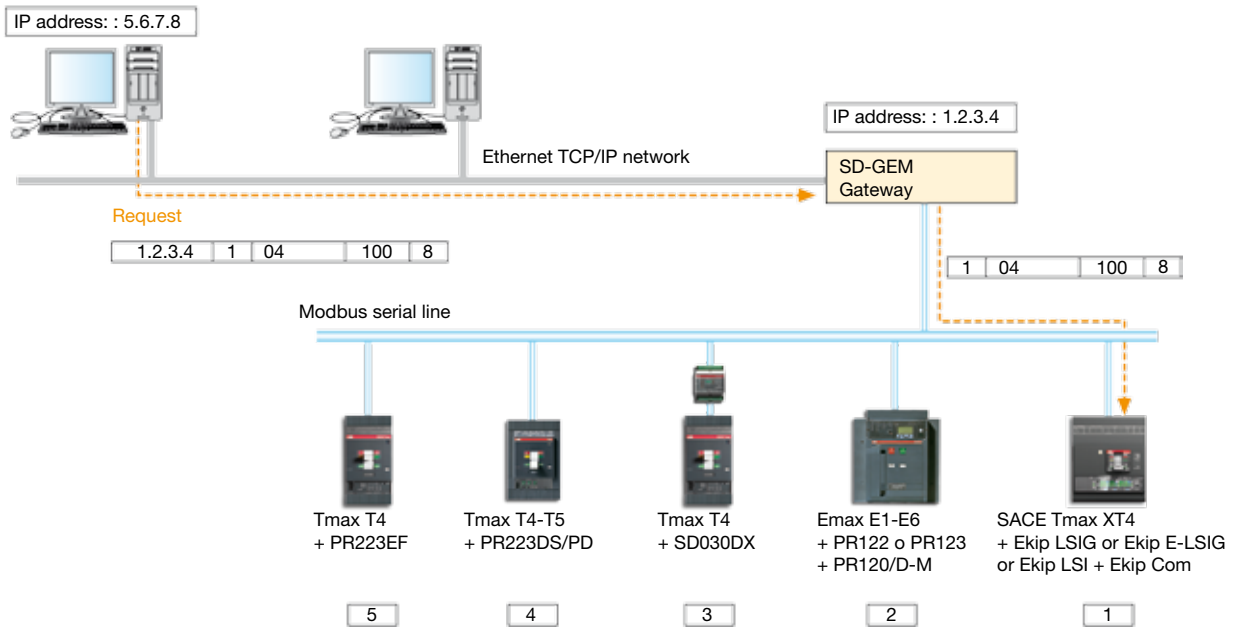 IP address: : 5.6.7.8
IP address: : 1.2.3.4
Ethernet TCP/IP network
SD-GEM
Gateway
Request
1.2.3.4 1 04 100 8
1 04 100 8
Modbus serial line
Tmax T4
+ PR223EF
Tmax T4-T5
+ PR223DS/PD
Tmax T4
+ SD030DX
Emax E1-E6
+ PR122 o PR123
+ PR120/D-M
SACE Tmax XT4
+ Ekip LSIG or Ekip E-LSIG
or Ekip LSI + Ekip Com
5
4
3
2
1